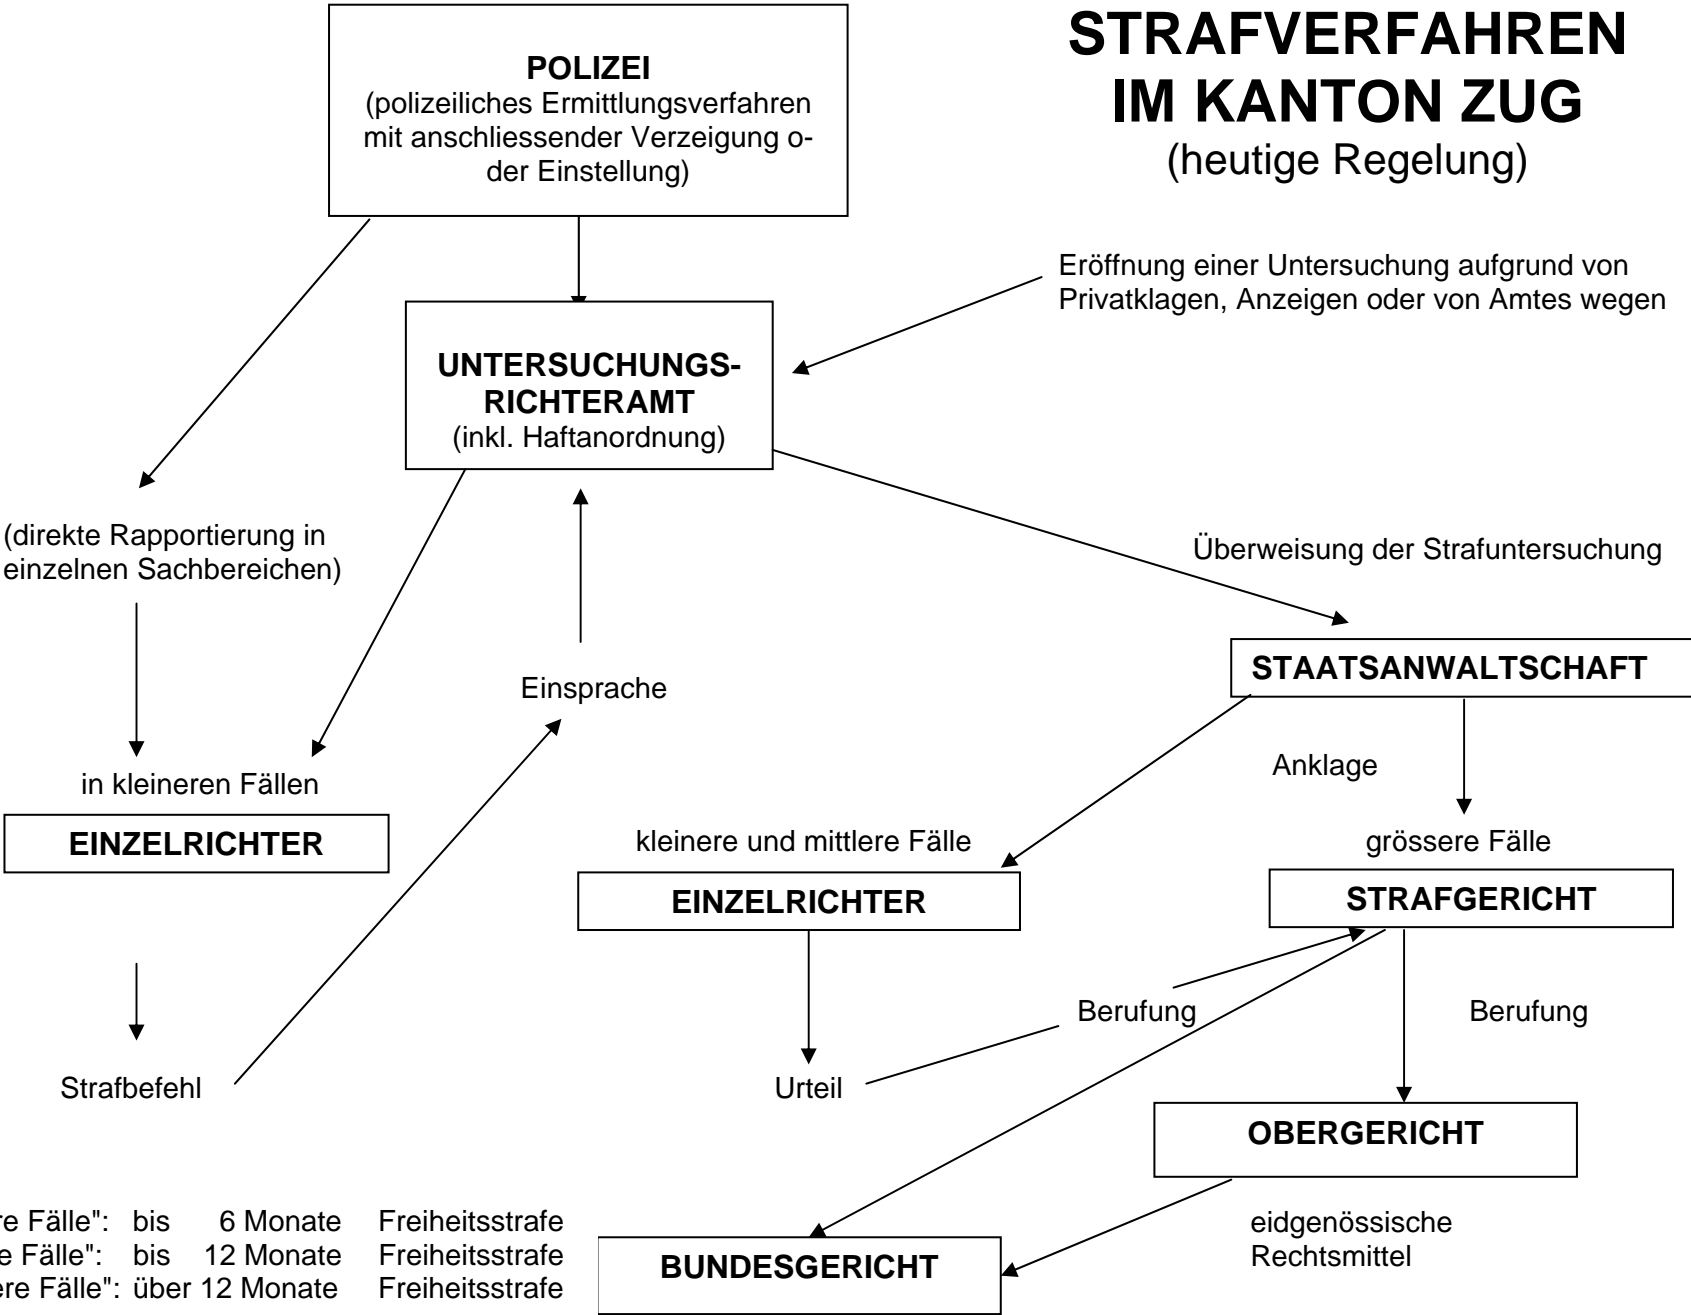 STRAFVERFAHREN
IM KANTON ZUG
(heutige Regelung)
POLIZEI
(polizeiliches Ermittlungsverfahren
mit anschliessender Verzeigung o-
der Einstellung)
Eröffnung einer Untersuchung aufgrund von
Privatklagen, Anzeigen oder von Amtes wegen
UNTERSUCHUNGS-
RICHTERAMT
(inkl. Haftanordnung)
(direkte Rapportierung in
einzelnen Sachbereichen)
Überweisung der Strafuntersuchung
STAATSANWALTSCHAFT
Einsprache
Anklage
in kleineren Fällen
EINZELRICHTER
kleinere und mittlere Fälle
EINZELRICHTER
grössere Fälle
STRAFGERICHT
Berufung
Berufung
Strafbefehl
Urteil
OBERGERICHT
re Fälle": bis 6 Monate Freiheitsstrafe
e Fälle": bis 12 Monate Freiheitsstrafe
ere Fälle": über 12 Monate Freiheitsstrafe
eidgenössische
Rechtsmittel
BUNDESGERICHT